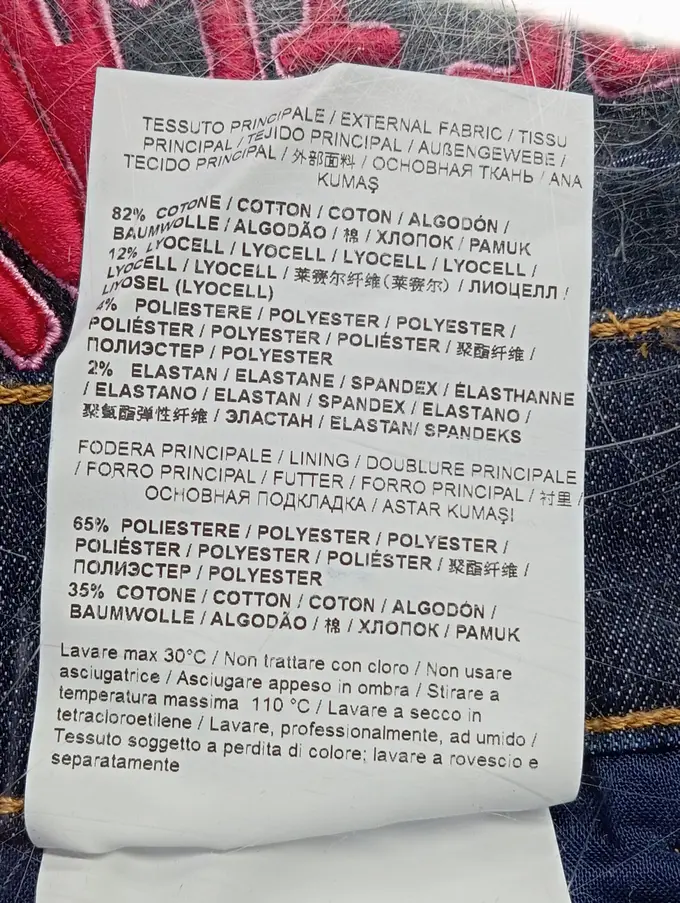 TESSUTO PRINCIPALE / EXTERNAL FABRIC / TISSU
PRINCIPAL / TEJIDO PRINCIPAL / AUßENGEWEBE /
TECIDO PRINCIPAL / 外部面料 / ОСНОВНАЯ ТКАНЬ / ANA
KUMAŞ
82% COTONE / COTTON / COTON / ALGODÓN /
BAUMWOLLE / ALGODÃO / 棉 / ХЛОПОК / PAMUK
12% LYOCELL / LYOCELL / LYOCELL / LYOCELL /
LYOCELL / LYOCELL / 莱赛尔纤维(莱赛尔) / ЛИОЦЕЛЛ /
LIYOSEL (LYOCELL)
4% POLIESTERE / POLYESTER / POLYESTER /
POLIÉSTER / POLYESTER / POLIÉSTER / 聚酯纤维 /
ПОЛИЭСТЕР / POLYESTER
2% ELASTAN / ELASTANE / SPANDEX / ÉLASTHANNE
/ ELASTANO / ELASTAN / SPANDEX / ELASTANO /
聚氨酯弹性纤维 / ЭЛАСТАН / ELASTAN/ SPANDEKS
FODERA PRINCIPALE / LINING / DOUBLURE PRINCIPALE
/ FORRO PRINCIPAL / FUTTER / FORRO PRINCIPAL / 衬里 /
ОСНОВНАЯ ПОДКЛАДКА / ASTAR KUMAŞI
65% POLIESTERE / POLYESTER / POLYESTER /
POLIÉSTER / POLYESTER / POLIÉSTER / 聚酯纤维 /
ПОЛИЭСТЕР / POLYESTER
35% COTONE / COTTON / COTON / ALGODÓN /
BAUMWOLLE / ALGODÃO / 棉 / ХЛОПОК / PAMUK
Lavare max 30°C / Non trattare con cloro / Non usare
asciugatrice / Asciugare appeso in ombra / Stirare a
temperatura massima 110 °C / Lavare a secco in
tetracloroetilene / Lavare, professionalmente, ad umido /
Tessuto soggetto a perdita di colore; lavare a rovescio e
separatamente